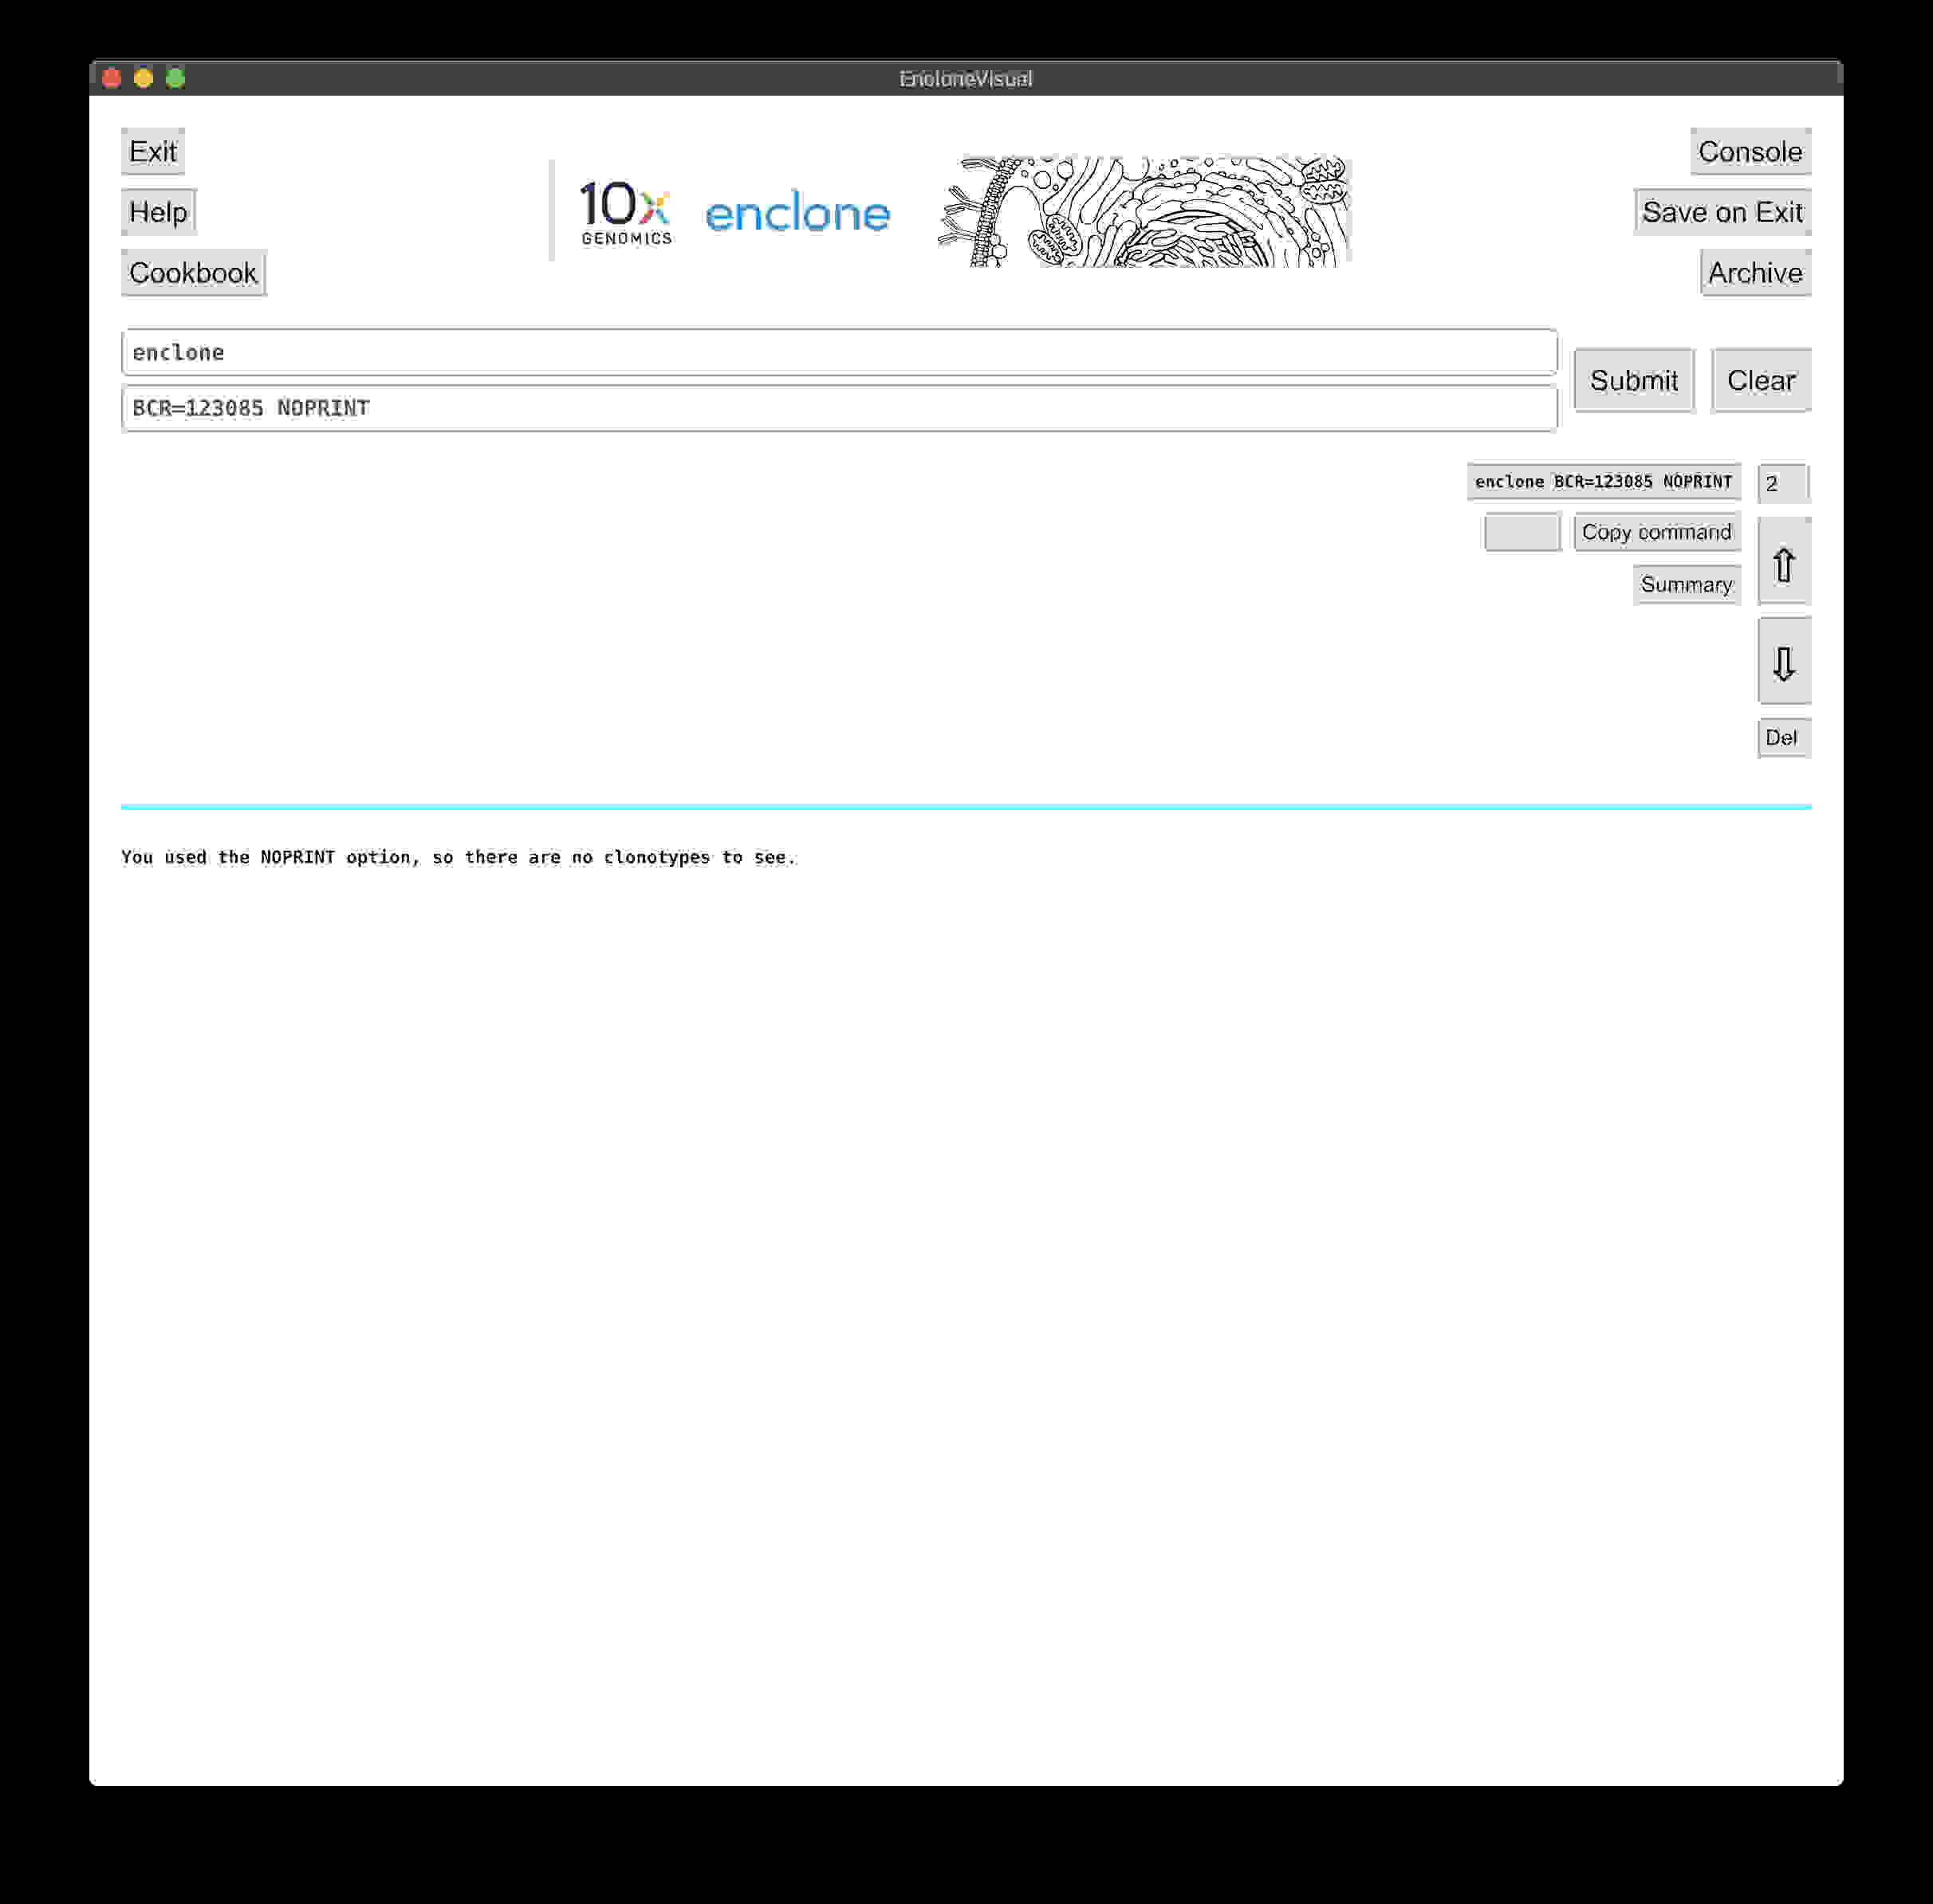 EncloneVisual
Exit
Console
Help
10x
GENOMICS
enclone
Save on Exit
Cookbook
Archive
enclone
BCR=123085 NOPRINT
Submit
Clear
enclone BCR=123085 NOPRINT
2
Copy command
⇧
Summary
⇩
Del
You used the NOPRINT option, so there are no clonotypes to see.